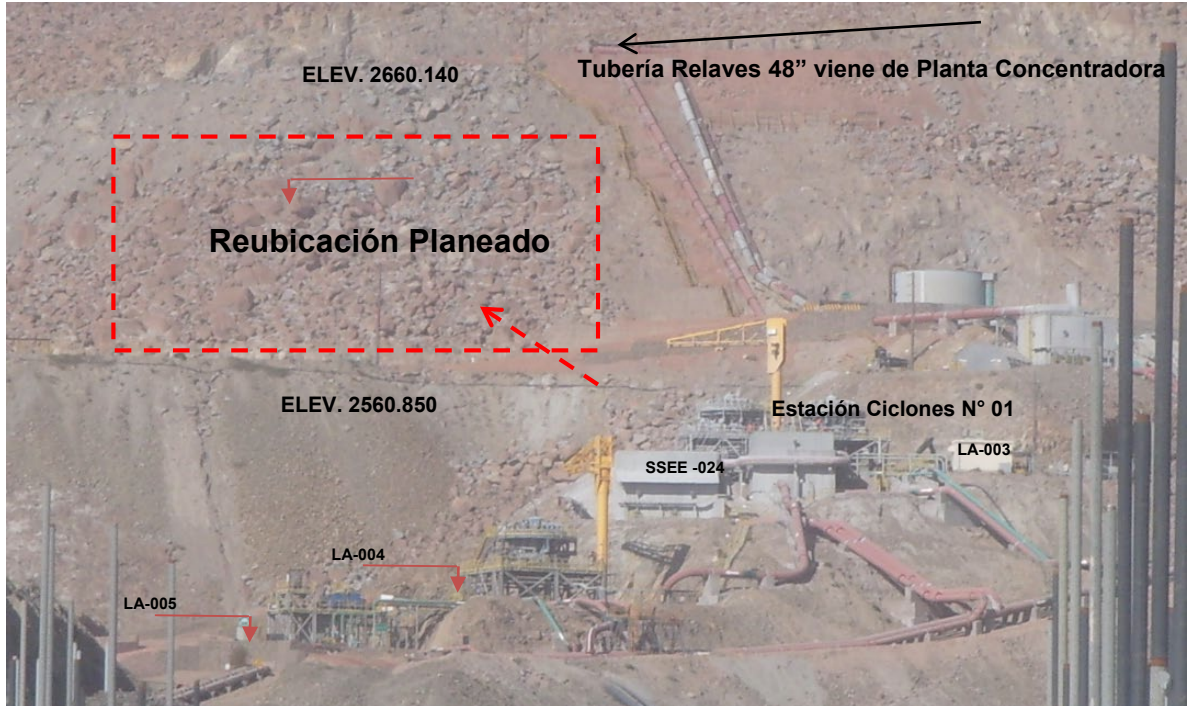 ELEV. 2660.140
Tubería Relaves 48” viene de Planta Concentradora
Reubicación Planeado
ELEV. 2560.850
Estación Ciclones N° 01
LA-003
SSEE -024
LA-004
LA-005